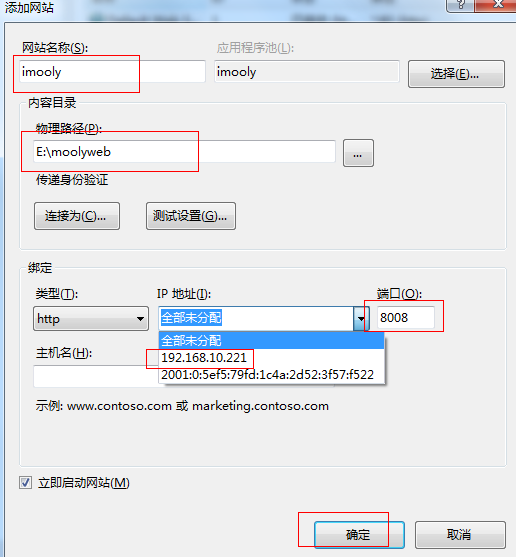 添加网站
网站名称(S): 应用程序池(L):
imooly imooly 选择(E)...
内容目录
物理路径(P):
E:\moolyweb ...
传递身份验证
连接为(C)... 测试设置(G)...
绑定
类型(T): IP 地址(I): 端口(O):
http 全部未分配 8008
全部未分配
主机名(H): 192.168.10.221
2001:0:5ef5:79fd:1c4a:2d52:3f57:f522
示例: www.contoso.com 或 marketing.contoso.com
立即启动网站(M)
确定 取消